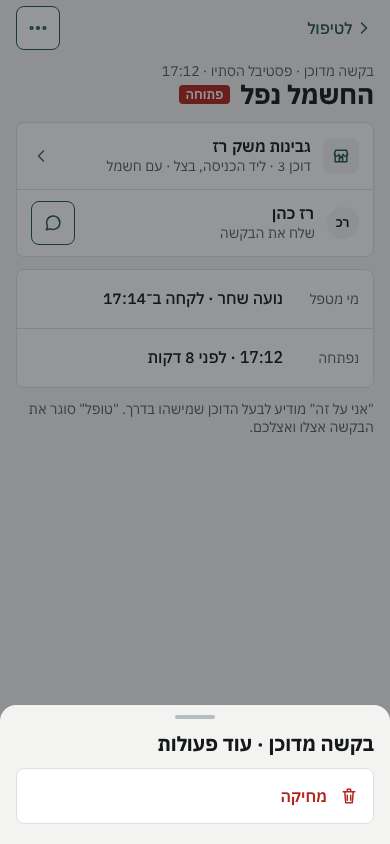 לטיפול
בקשה מדוכן · פסטיבל הסתיו · 17:12
החשמל נפל פתוחה
גבינות משק רז
דוכן 3 · ליד הכניסה, בצל · עם חשמל
רכ
רז כהן
שלח את הבקשה
מי מטפל נועה שחר · לקחה ב־17:14
נפתחה 17:12 · לפני 8 דקות
"אני על זה" מודיע לבעל הדוכן שמישהו בדרך. "טופל" סוגר את
הבקשה אצלו ואצלכם.
בקשה מדוכן · עוד פעולות
מחיקה